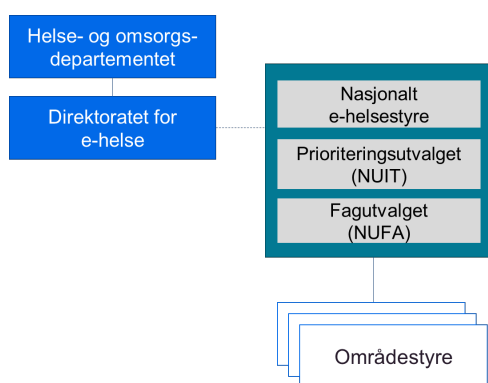 Helse- og omsorgs-
departementet
Direktoratet for
e-helse
Nasjonalt
e-helsestyre
Prioriteringsutvalget
(NUIT)
Fagutvalget
(NUFA)
Områdestyre